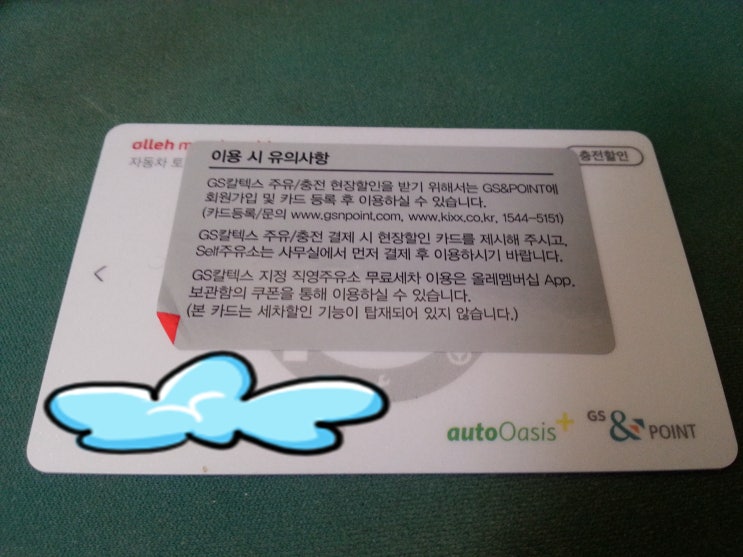 olleh
자동차
충전할인
이용 시 유의사항
GS칼텍스 주유/충전 현장할인을 받기 위해서는 GS&POINT에
회원가입 및 카드 등록 후 이용하실 수 있습니다.
(카드등록/문의 www.gsnpoint.com, www.kixx.co.kr, 1544-5151)
GS칼텍스 주유/충전 결제 시 현장할인 카드를 제시해 주시고,
Self주유소는 사무실에서 먼저 결제 후 이용하시기 바랍니다.
GS칼텍스 지정 직영주유소 무료세차 이용은 올레멤버십 App.
보관함의 쿠폰을 통해 이용하실 수 있습니다.
(본 카드는 세차할인 기능이 탑재되어 있지 않습니다.)
autoOasis+
GS & POINT